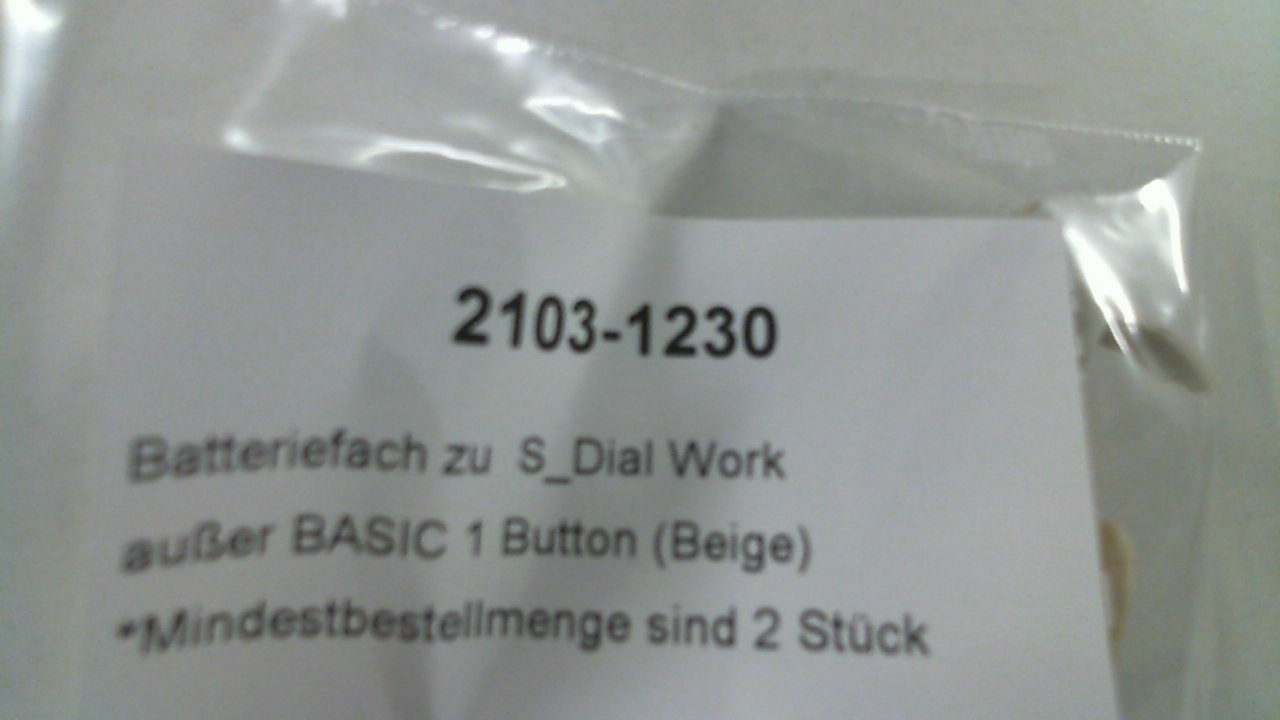 2103-1230
Batteriefach zu S_Dial Work
außer BASIC 1 Button (Beige)
*Mindestbestellmenge sind 2 Stück